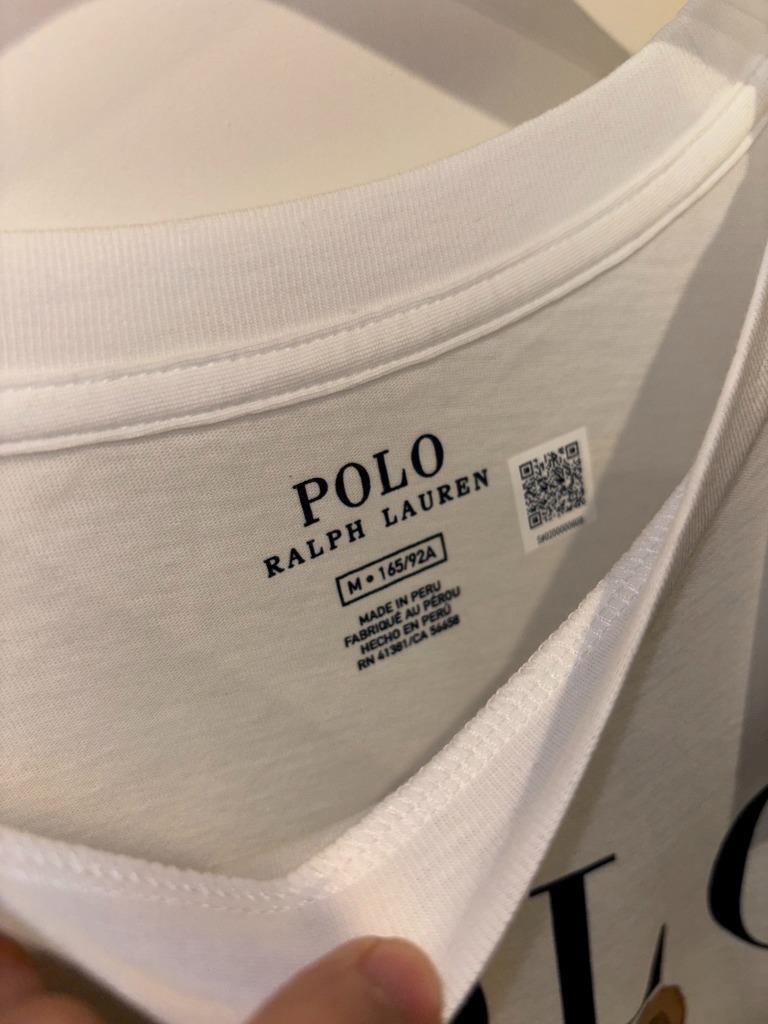 POLO
RALPH LAUREN
M • 165/92A
MADE IN PERU
FABRIQUÉ AU PÉROU
HECHO EN PERÚ
RN 41381/CA 56658